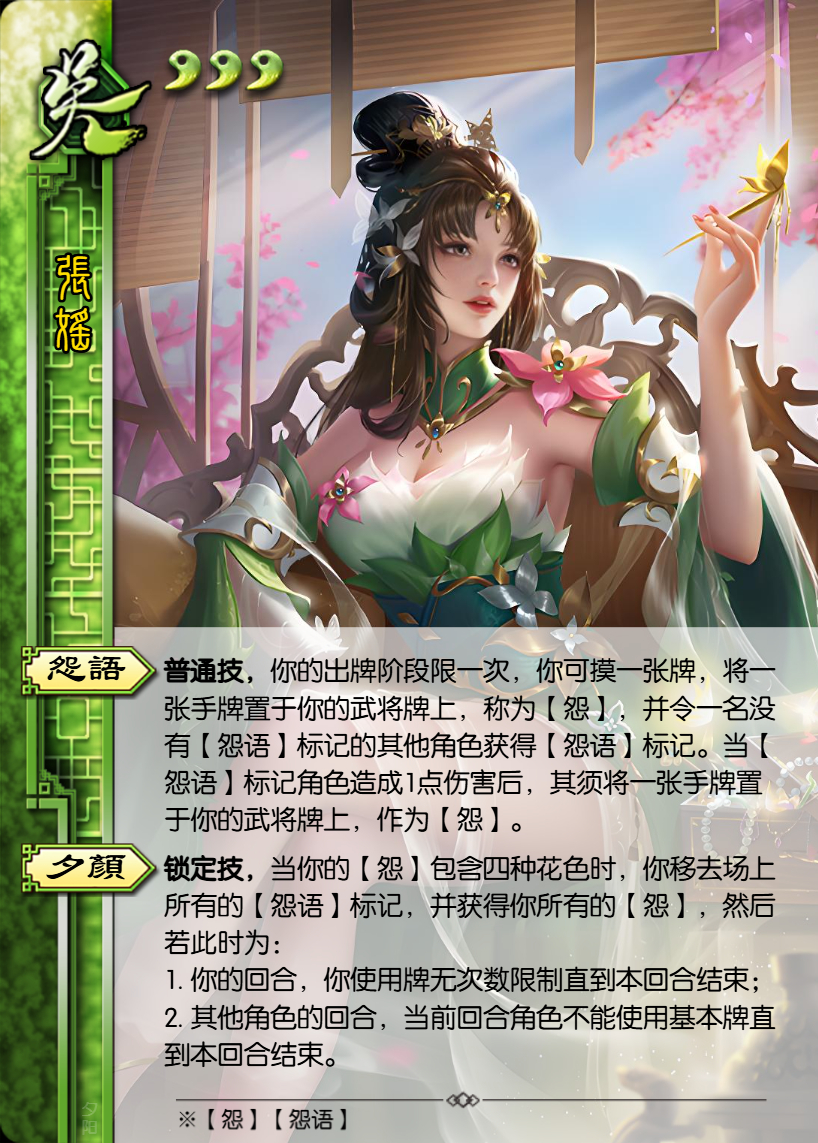 吴
張媱
怨語
普通技，你的出牌阶段限一次，你可摸一张牌，将一
张手牌置于你的武将牌上，称为【怨】，并令一名没
有【怨语】标记的其他角色获得【怨语】标记。当【
怨语】标记角色造成1点伤害后，其须将一张手牌置
于你的武将牌上，作为【怨】。
夕顏
锁定技，当你的【怨】包含四种花色时，你移去场上
所有的【怨语】标记，并获得你所有的【怨】，然后
若此时为：
1. 你的回合，你使用牌无次数限制直到本回合结束；
2. 其他角色的回合，当前回合角色不能使用基本牌直
到本回合结束。
※【怨】【怨语】
夕阳